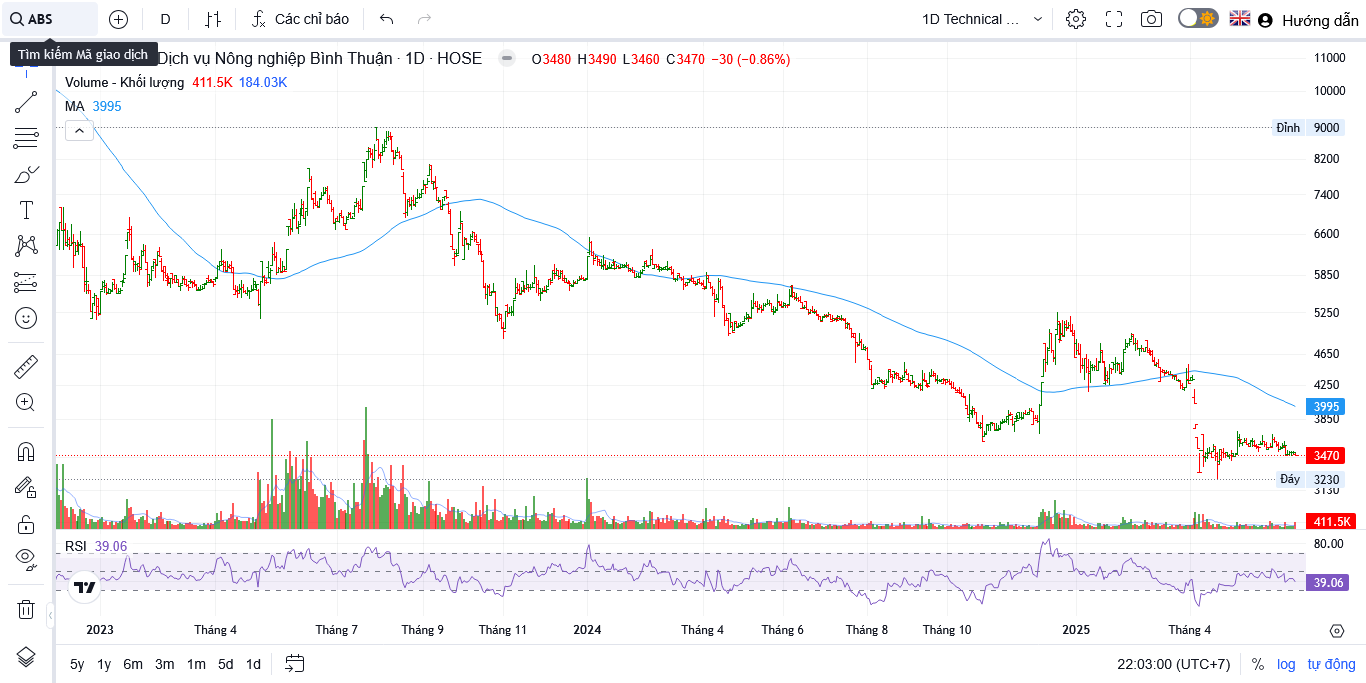 ABS
D
Các chỉ báo
1D Technical ...
Hướng dẫn
Tìm kiếm Mã giao dịch
Dịch vụ Nông nghiệp Bình Thuận · 1D · HOSE
O3480 H3490 L3460 C3470 −30 (−0.86%)
Volume - Khối lượng 411.5K 184.03K
MA 3995
11000
10000
Đỉnh 9000
8200
7400
6600
5850
5250
4650
4250
3995
3850
3470
Đáy 3230
3130
411.5K
RSI 39.06
80.00
39.06
2023 Tháng 4 Tháng 7 Tháng 9 Tháng 11 2024 Tháng 4 Tháng 6 Tháng 8 Tháng 10 2025 Tháng 4
5y 1y 6m 3m 1m 5d 1d
22:03:00 (UTC+7) % log tự động